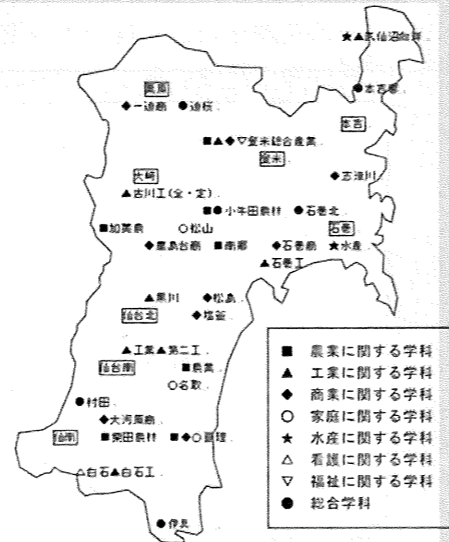 ★▲気仙沼向洋
●本吉響
栗原
◆一迫商 ●迫桜
本吉
■▲◆▽登米総合産業
登米
◆志津川
大崎
▲古川工(全・定)
■●小牛田農林 ●石巻北
■加美農 ○松山 石巻
◆鹿島台商 ■南郷 ◆石巻商 ★水産
▲石巻工
▲黒川 ◆松島
仙台北 ◆塩釜
▲工業▲第二工
仙台南 ■農業
○名取
●村田
◆大河原商
仙南 ■柴田農林 ■◆○亘理
△白石▲白石工
●伊具
■ 農業に関する学科
▲ 工業に関する学科
◆ 商業に関する学科
○ 家庭に関する学科
★ 水産に関する学科
△ 看護に関する学科
▽ 福祉に関する学科
● 総合学科